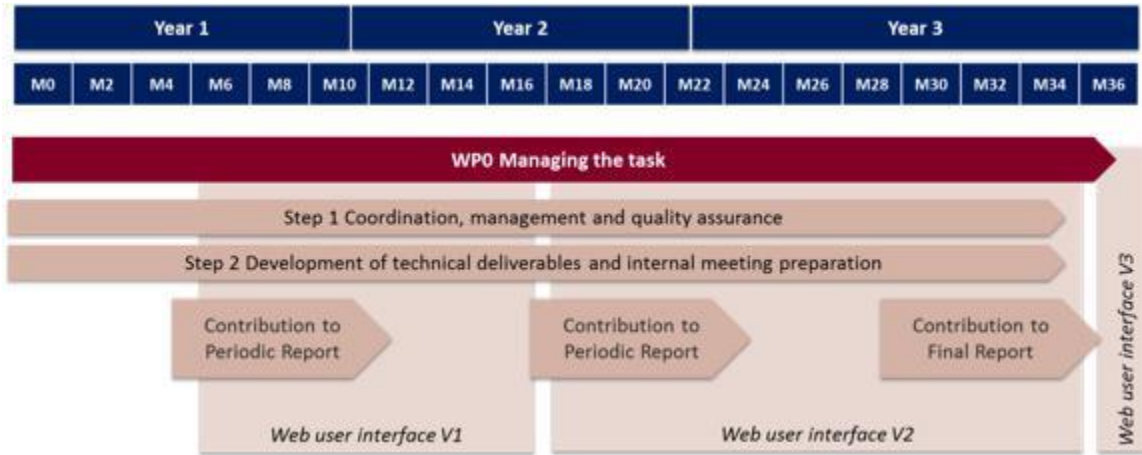 Year 1 Year 2 Year 3
M0 M2 M4 M6 M8 M10 M12 M14 M16 M18 M20 M22 M24 M26 M28 M30 M32 M34 M36
WP0 Managing the task
Step 1 Coordination, management and quality assurance
Step 2 Development of technical deliverables and internal meeting preparation
Contribution to
Periodic Report
Contribution to
Periodic Report
Contribution to
Final Report
Web user interface V1
Web user interface V2
Web user interface V3